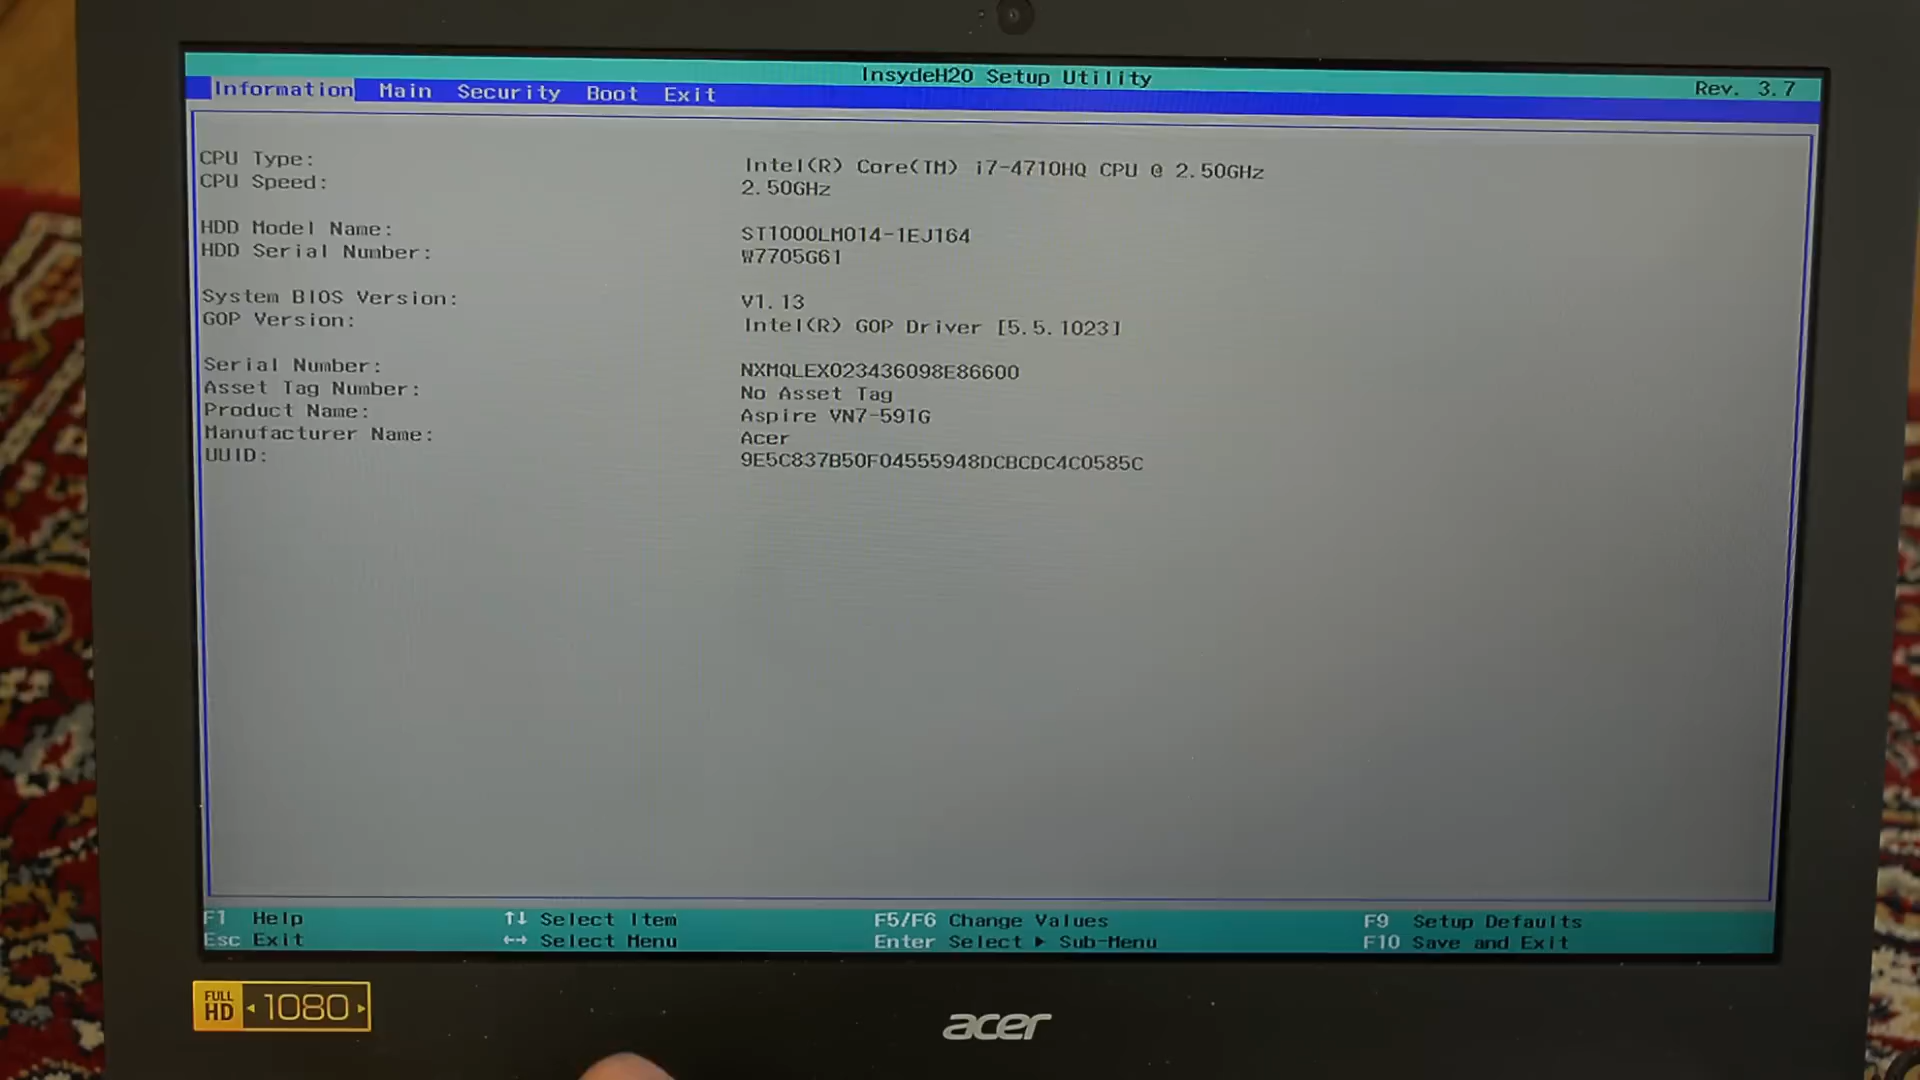 InsydeH2O Setup Utility
Rev. 3.7
Information Main Security Boot Exit
CPU Type: Intel(R) Core(TM) i7-4710HQ CPU @ 2.50GHz
CPU Speed: 2.50GHz
HDD Model Name: ST1000LM014-1EJ164
HDD Serial Number: W7705G61
System BIOS Version: V1.13
GOP Version: Intel(R) GOP Driver [5.5.1023]
Serial Number: NXMQLEX023436098E86600
Asset Tag Number: No Asset Tag
Product Name: Aspire VN7-591G
Manufacturer Name: Acer
UUID: 9E5C837B50F04555948DCBCDC4C0585C
F1 Help ↑↓ Select Item F5/F6 Change Values F9 Setup Defaults
Esc Exit ←→ Select Menu Enter Select ▶ Sub-Menu F10 Save and Exit
FULL HD 1080
acer